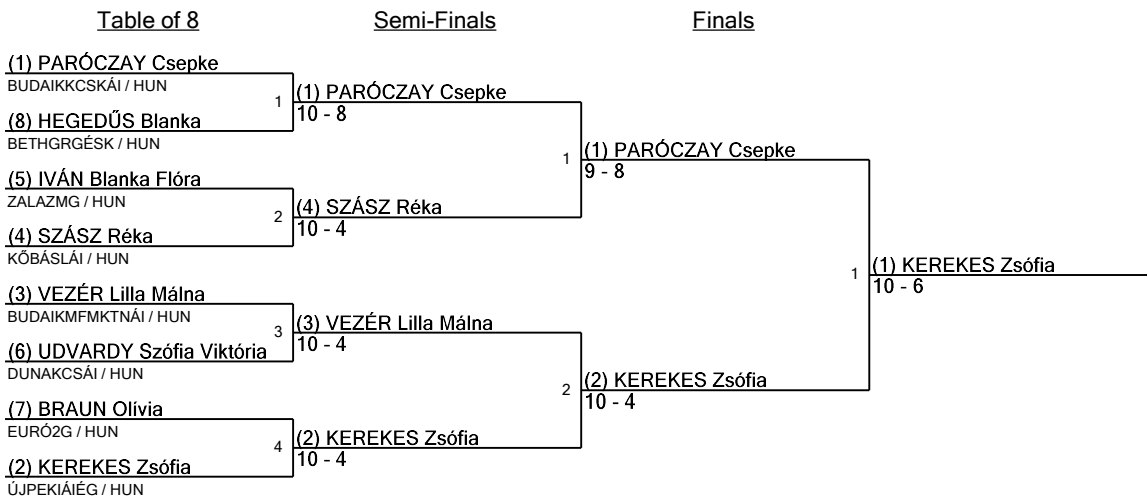 Table of 8
Semi-Finals
Finals
(1) PARÓCZAY Csepke
BUDAIKKCSKÁI / HUN
1
(1) PARÓCZAY Csepke
10 - 8
(8) HEGEDŰS Blanka
BETHGRGÉSK / HUN
1
(1) PARÓCZAY Csepke
9 - 8
(5) IVÁN Blanka Flóra
ZALAZMG / HUN
2
(4) SZÁSZ Réka
10 - 4
(4) SZÁSZ Réka
KŐBÁSLÁI / HUN
1
(1) KEREKES Zsófia
10 - 6
(3) VEZÉR Lilla Málna
BUDAIKMFMKTNÁI / HUN
3
(3) VEZÉR Lilla Málna
10 - 4
(6) UDVARDY Szófia Viktória
DUNAKCSÁI / HUN
2
(2) KEREKES Zsófia
10 - 4
(7) BRAUN Olívia
EURÓ2G / HUN
4
(2) KEREKES Zsófia
10 - 4
(2) KEREKES Zsófia
ÚJPEKIÁIÉG / HUN